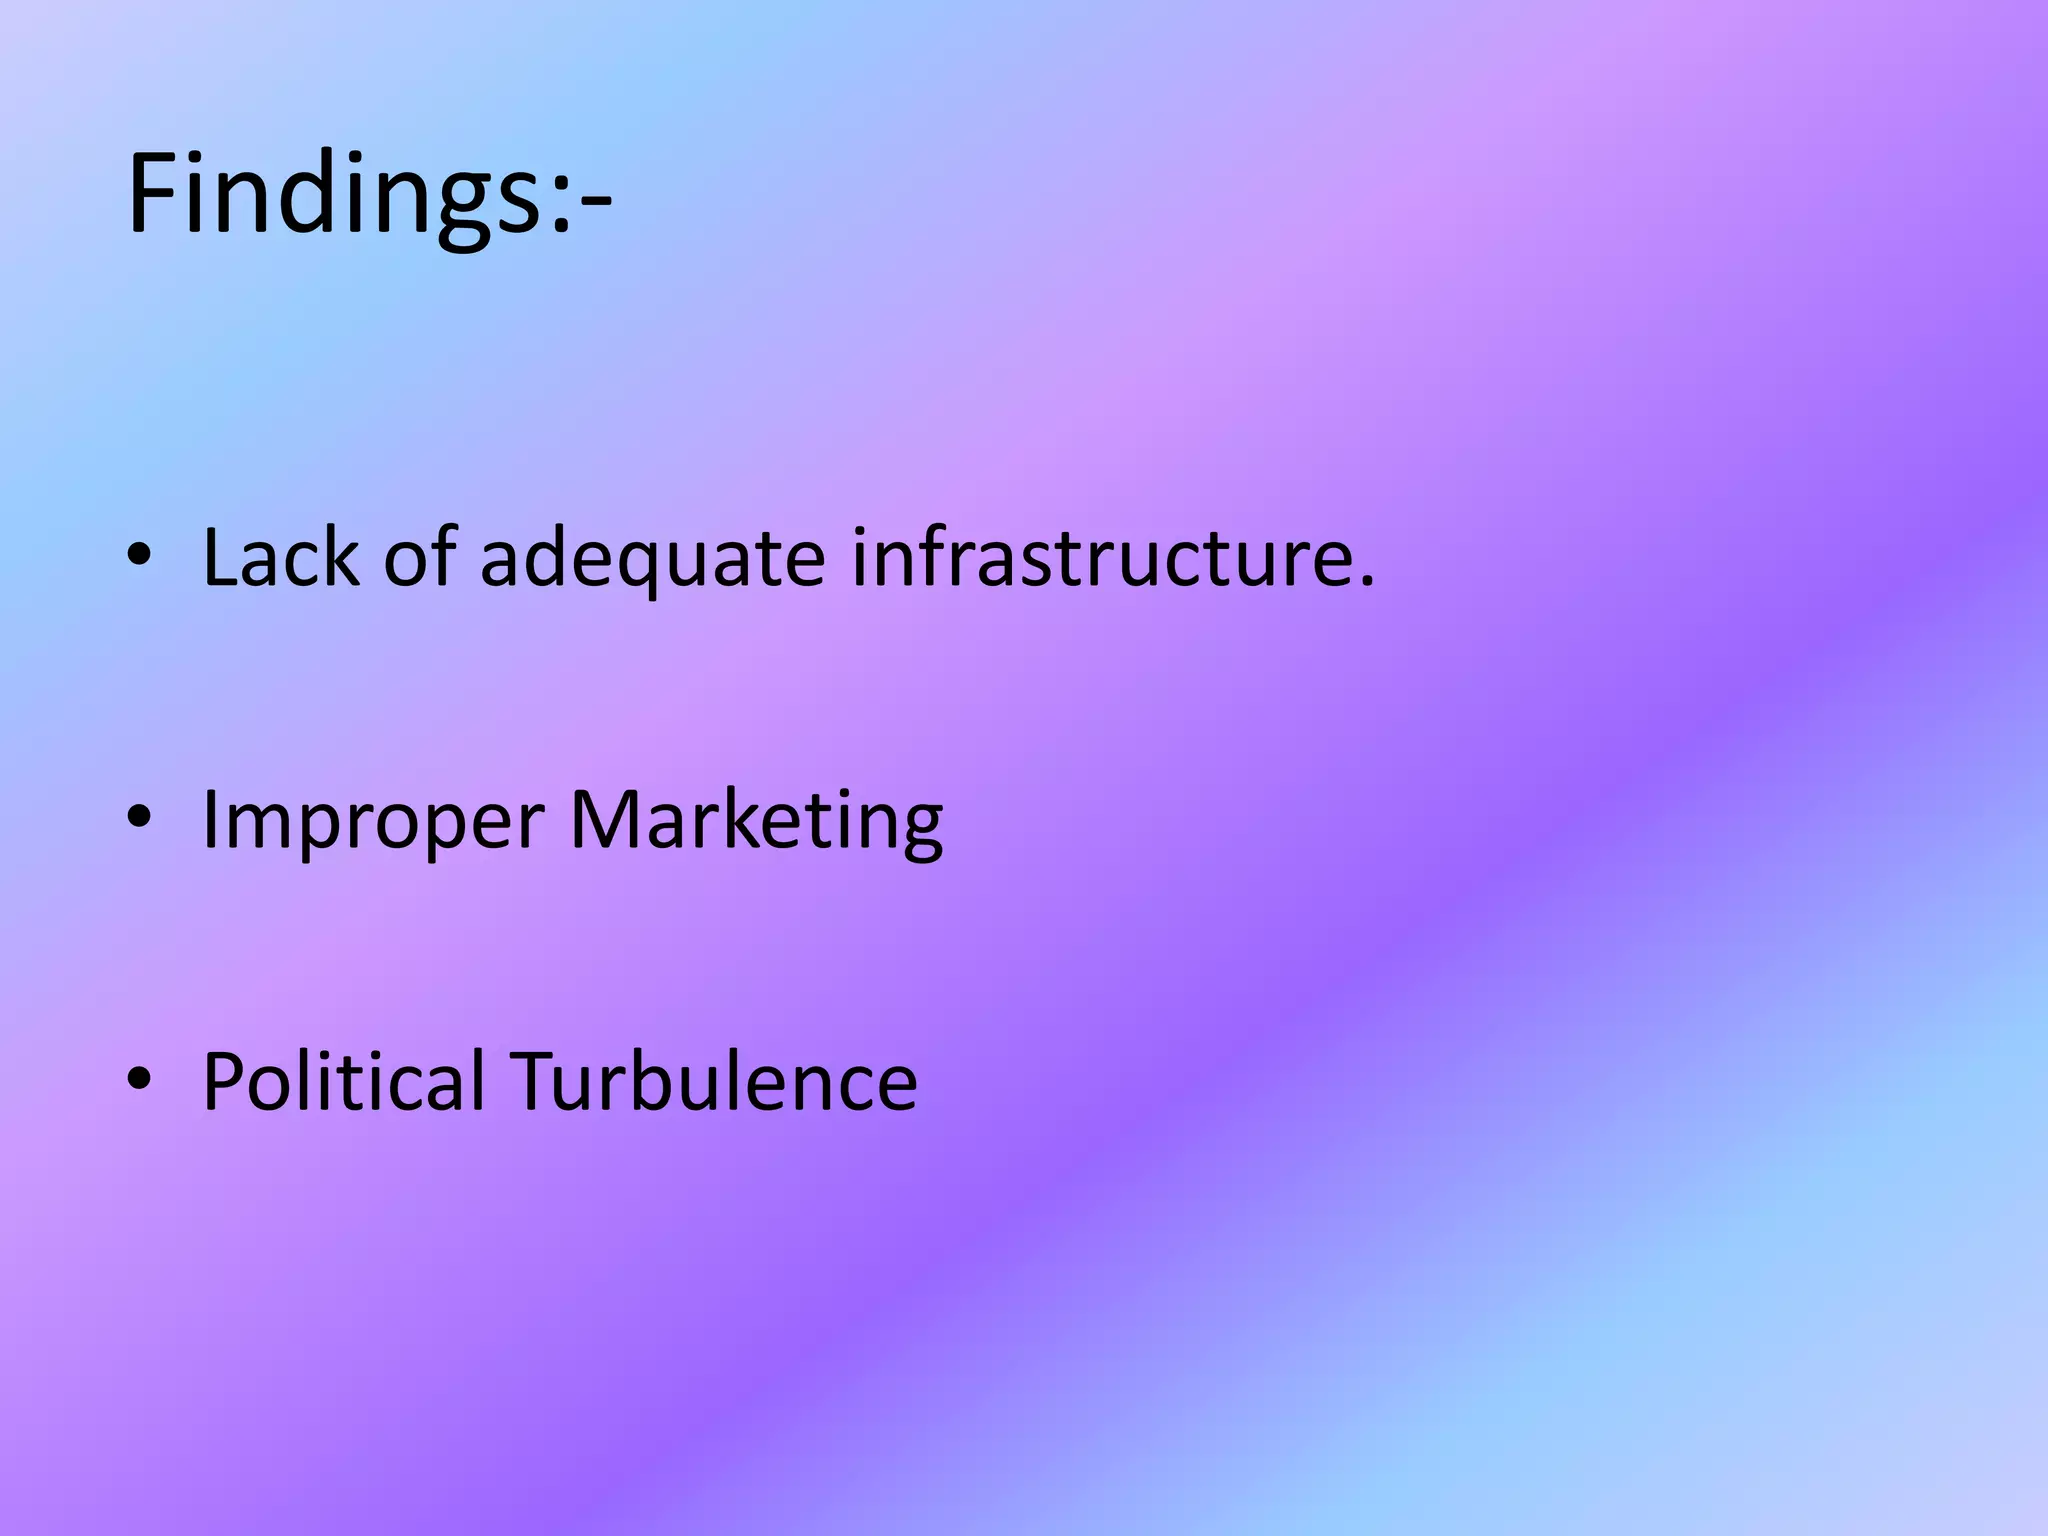 Findings:-
• Lack of adequate infrastructure.
• Improper Marketing
• Political Turbulence